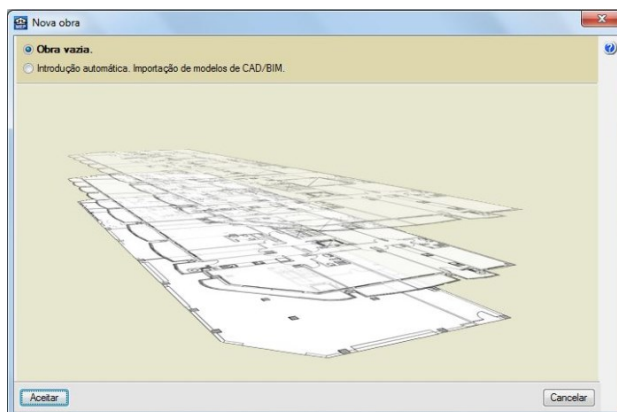 Nova obra
Obra vazia.
Introdução automática. Importação de modelos de CAD/BIM.
Aceitar
Cancelar